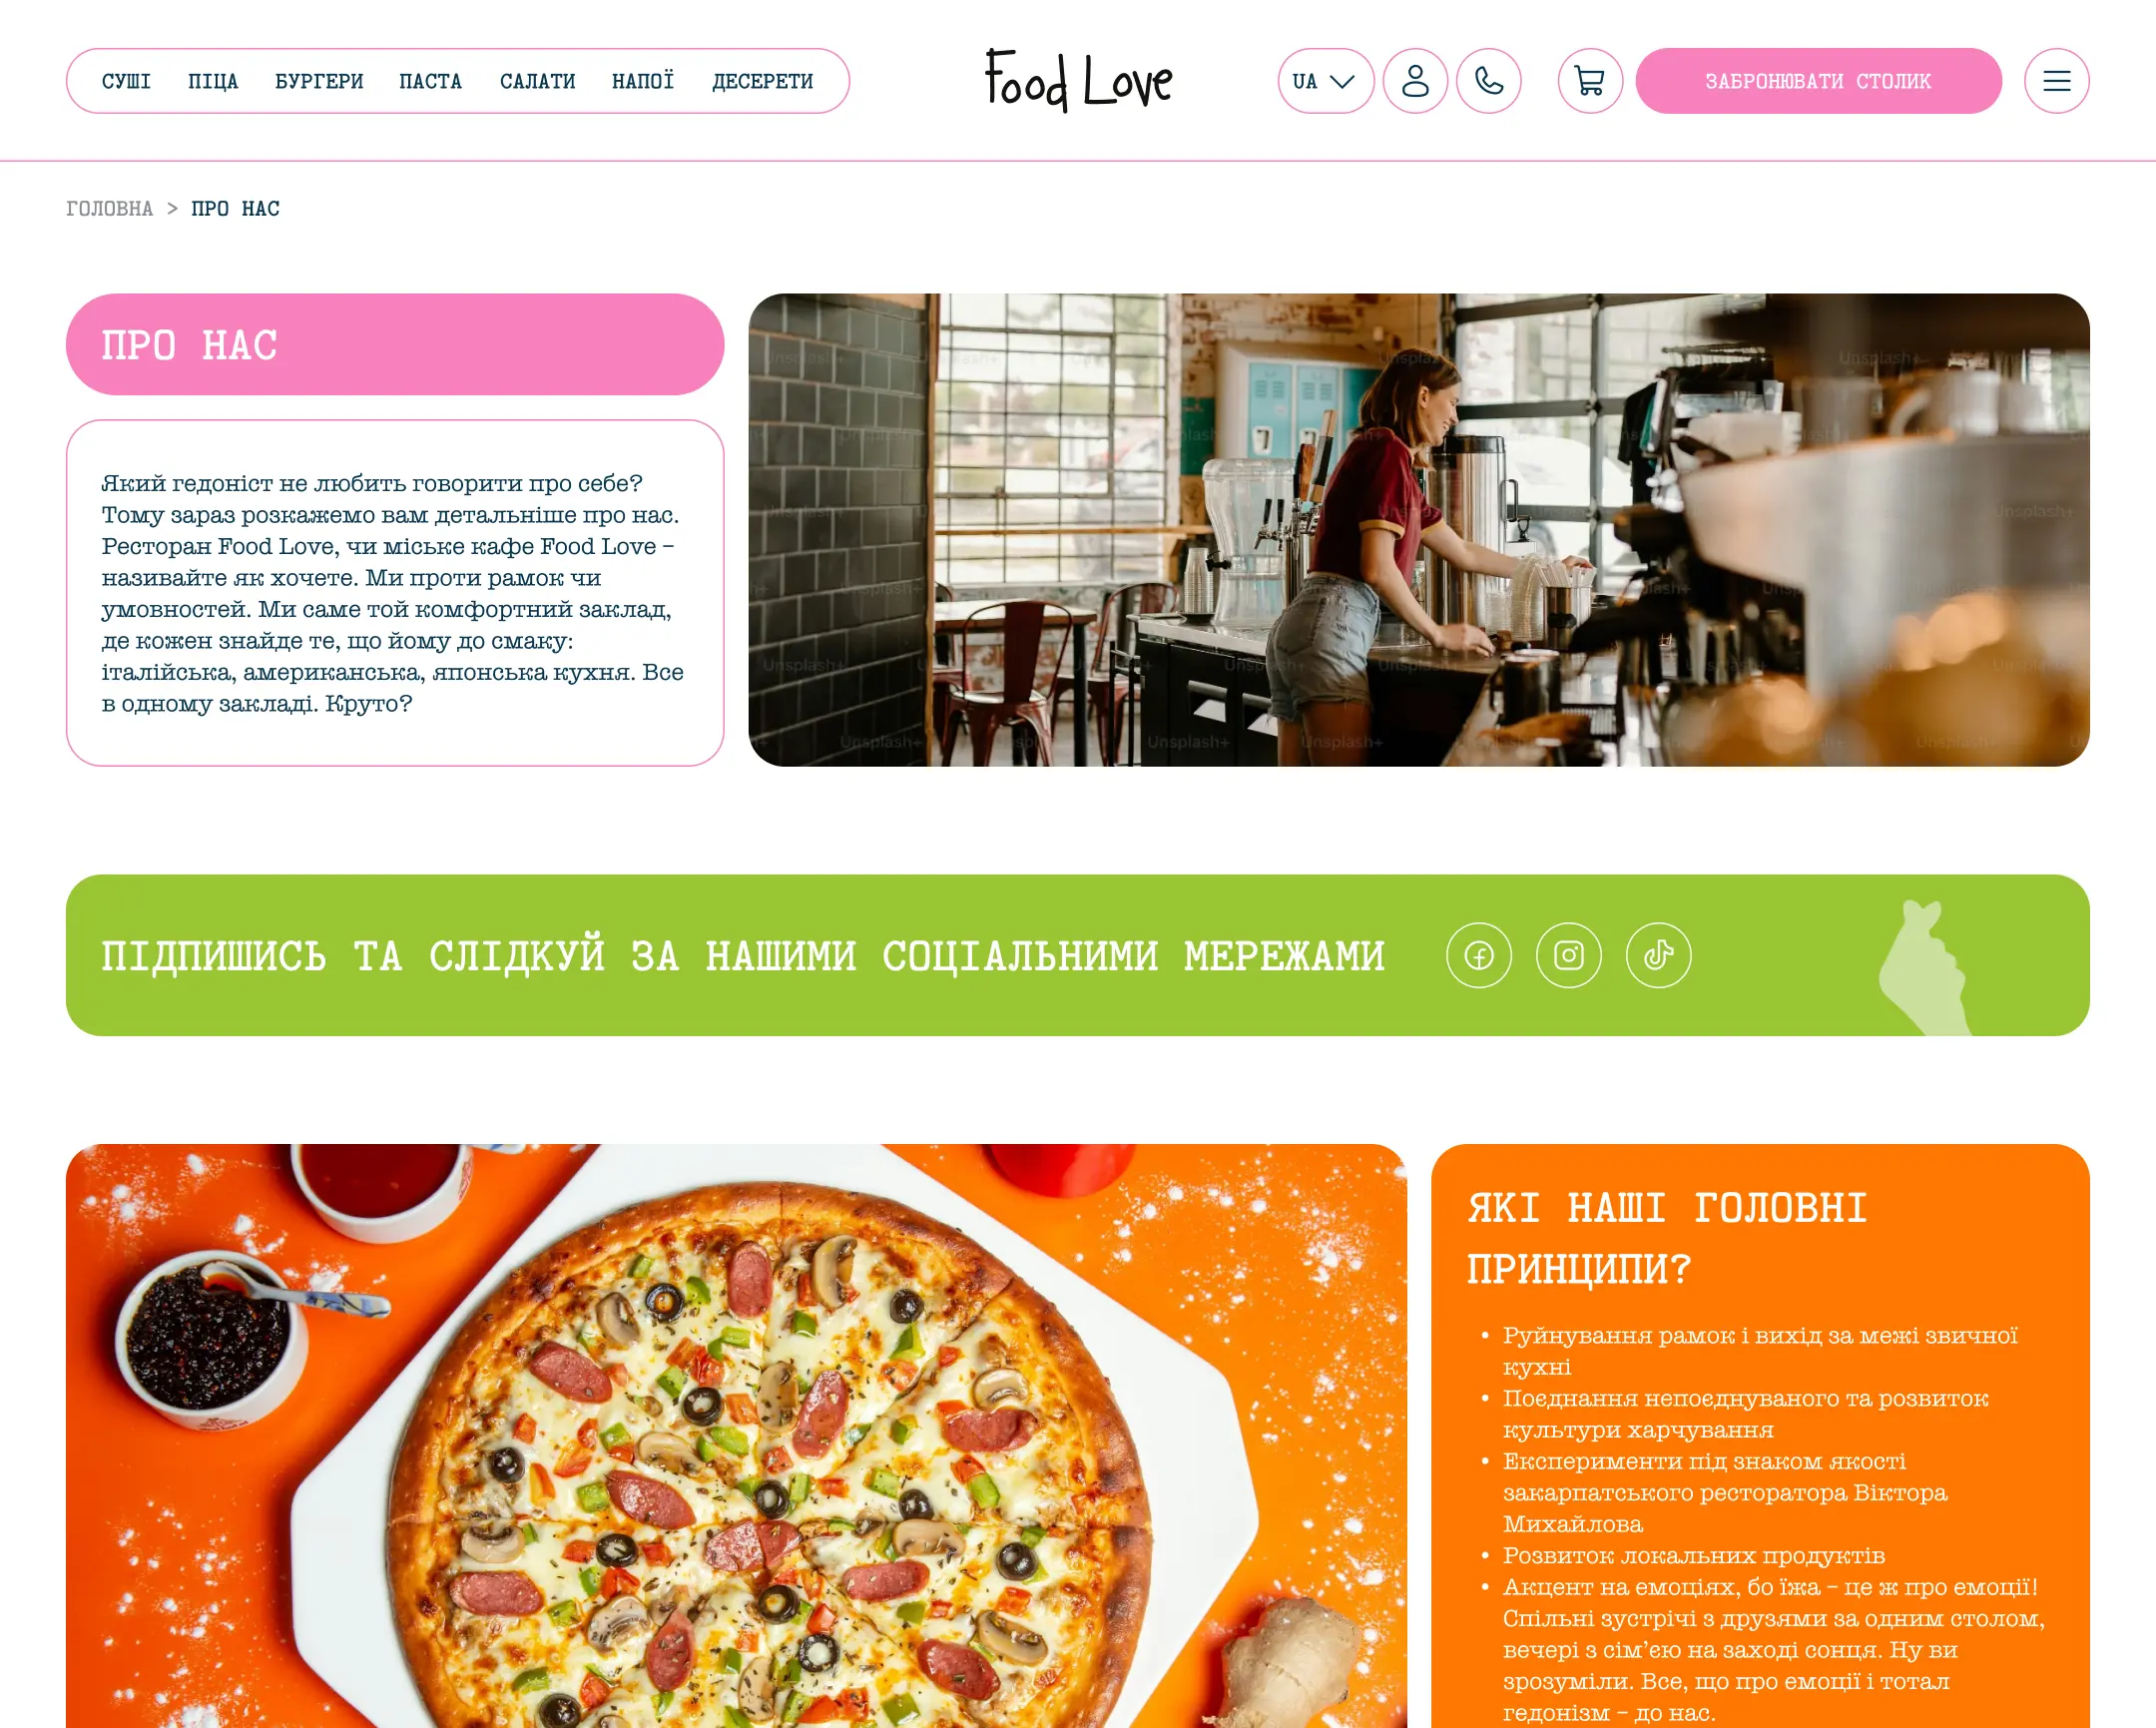 СУШІ ПІЦА БУРГЕРИ ПАСТА САЛАТИ НАПОЇ ДЕСЕРЕТИ
Food Love
UA
ЗАБРОНЮВАТИ СТОЛИК
ГОЛОВНА > ПРО НАС
ПРО НАС
Який гедоніст не любить говорити про себе?
Тому зараз розкажемо вам детальніше про нас.
Ресторан Food Love, чи міське кафе Food Love –
називайте як хочете. Ми проти рамок чи
умовностей. Ми саме той комфортний заклад,
де кожен знайде те, що йому до смаку:
італійська, американська, японська кухня. Все
в одному закладі. Круто?
Unsplash+
ПІДПИШИСЬ ТА СЛІДКУЙ ЗА НАШИМИ СОЦІАЛЬНИМИ МЕРЕЖАМИ
ЯКІ НАШІ ГОЛОВНІ
ПРИНЦИПИ?
• Руйнування рамок і вихід за межі звичної
кухні
• Поєднання непоєднуваного та розвиток
культури харчування
• Експерименти під знаком якості
закарпатського ресторатора Віктора
Михайлова
• Розвиток локальних продуктів
• Акцент на емоціях, бо їжа – це ж про емоції!
Спільні зустрічі з друзями за одним столом,
вечері з сім’єю на заході сонця. Ну ви
зрозуміли. Все, що про емоції і тотал
гедонізм – до нас.